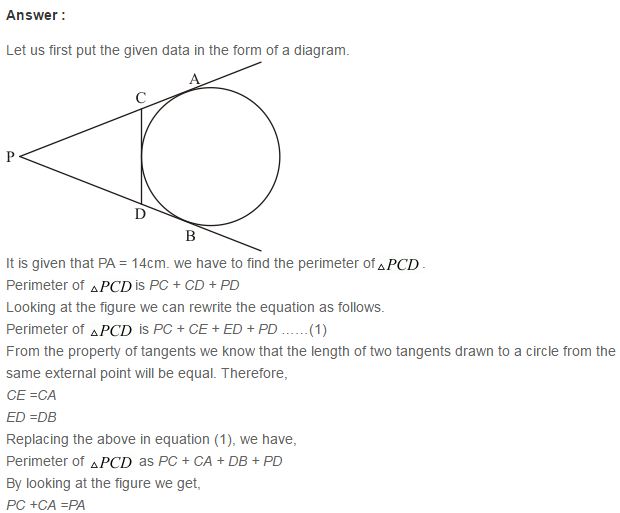 Answer :
Let us first put the given data in the form of a diagram.
A
C
P
D
B
It is given that PA = 14cm. we have to find the perimeter of △PCD .
Perimeter of △PCD is PC + CD + PD
Looking at the figure we can rewrite the equation as follows.
Perimeter of △PCD is PC + CE + ED + PD ......(1)
From the property of tangents we know that the length of two tangents drawn to a circle from the
same external point will be equal. Therefore,
CE =CA
ED =DB
Replacing the above in equation (1), we have,
Perimeter of △PCD as PC + CA + DB + PD
By looking at the figure we get,
PC +CA =PA